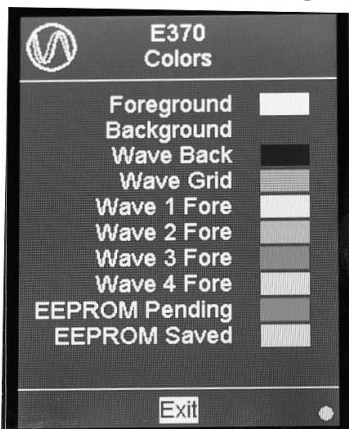 E370
Colors
Foreground
Background
Wave Back
Wave Grid
Wave 1 Fore
Wave 2 Fore
Wave 3 Fore
Wave 4 Fore
EEPROM Pending
EEPROM Saved
Exit